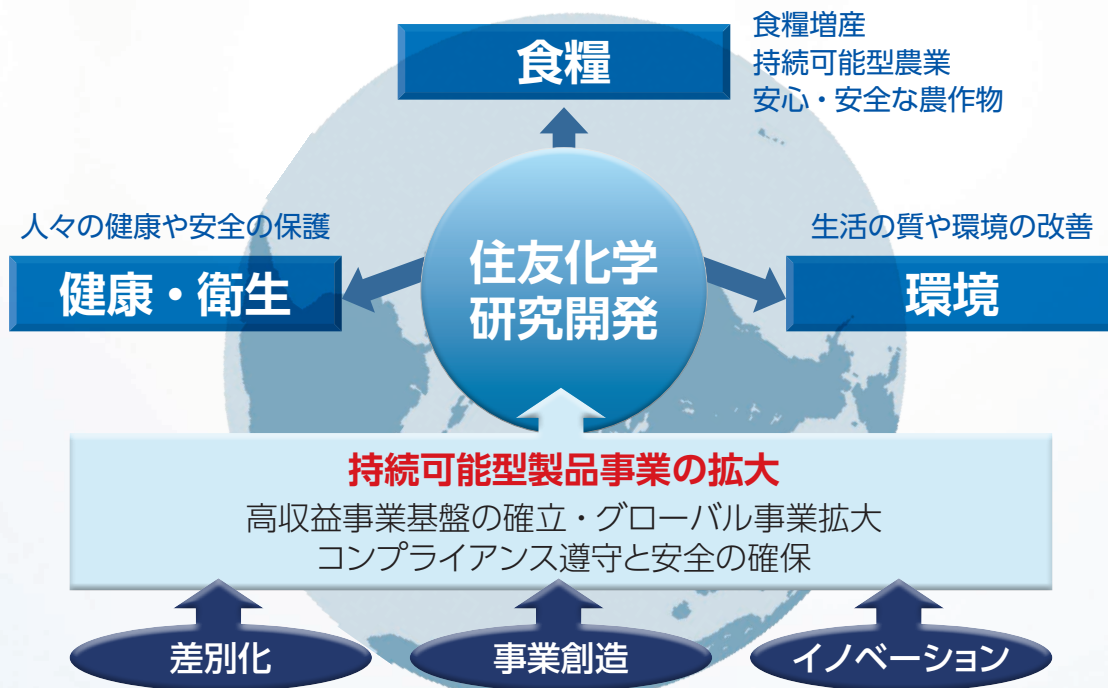 食糧
食糧増産
持続可能型農業
安心・安全な農作物
人々の健康や安全の保護
健康・衛生
住友化学
研究開発
生活の質や環境の改善
環境
持続可能型製品事業の拡大
高収益事業基盤の確立・グローバル事業拡大
コンプライアンス遵守と安全の確保
差別化
事業創造
イノベーション